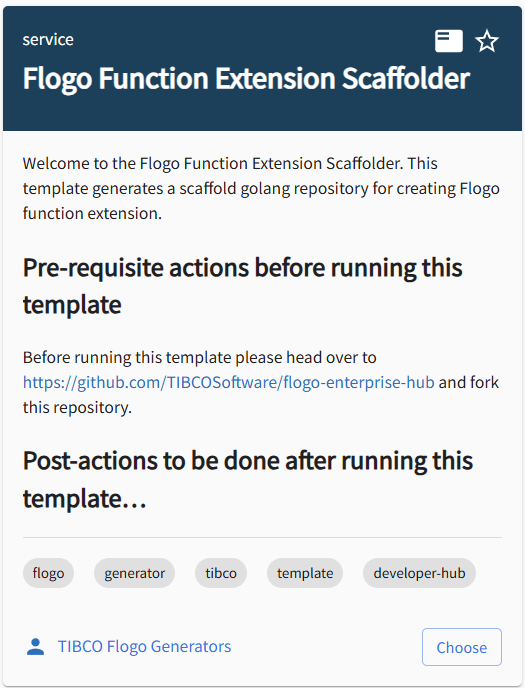 service
Flogo Function Extension Scaffolder
Welcome to the Flogo Function Extension Scaffolder. This
template generates a scaffold golang repository for creating Flogo
function extension.
Pre-requisite actions before running this
template
Before running this template please head over to
https://github.com/TIBCOSoftware/flogo-enterprise-hub and fork
this repository.
Post-actions to be done after running this
template…
flogo generator tibco template developer-hub
TIBCO Flogo Generators Choose